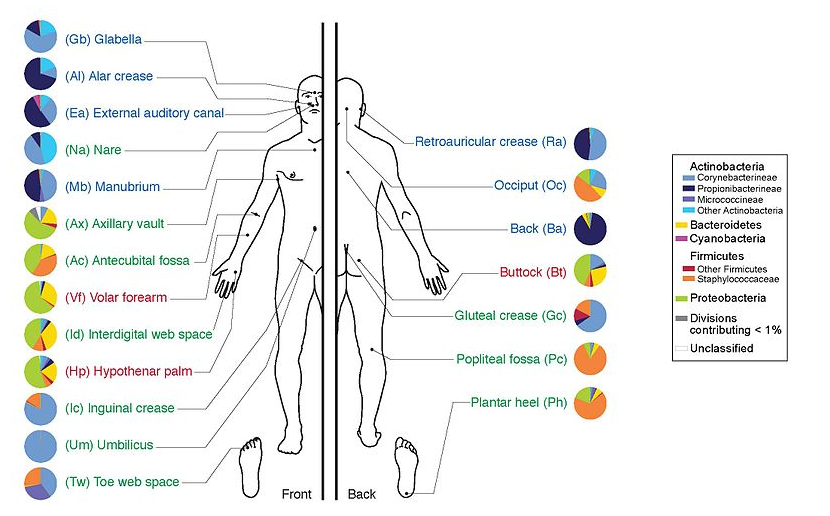 (Gb) Glabella
(Al) Alar crease
(Ea) External auditory canal
(Na) Nare
(Mb) Manubrium
(Ax) Axillary vault
(Ac) Antecubital fossa
(Vf) Volar forearm
(Id) Interdigital web space
(Hp) Hypothenar palm
(Ic) Inguinal crease
(Um) Umbilicus
(Tw) Toe web space
Front
Back
Retroauricular crease (Ra)
Occiput (Oc)
Back (Ba)
Buttock (Bt)
Gluteal crease (Gc)
Popliteal fossa (Pc)
Plantar heel (Ph)
Actinobacteria
Corynebacterineae
Propionibacterineae
Micrococcineae
Other Actinobacteria
Bacteroidetes
Cyanobacteria
Firmicutes
Other Firmicutes
Staphylococcaceae
Proteobacteria
Divisions
contributing < 1%
Unclassified